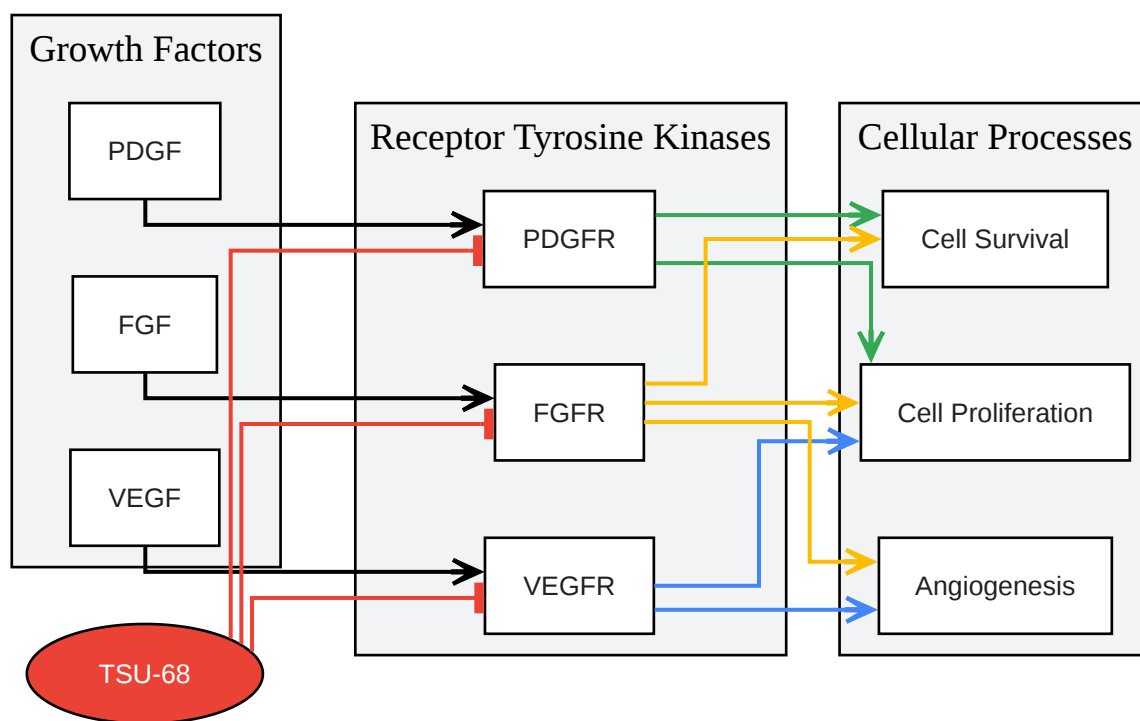 Growth Factors
PDGF
FGF
VEGF
TSU-68
Receptor Tyrosine Kinases
PDGFR
FGFR
VEGFR
Cellular Processes
Cell Survival
Cell Proliferation
Angiogenesis